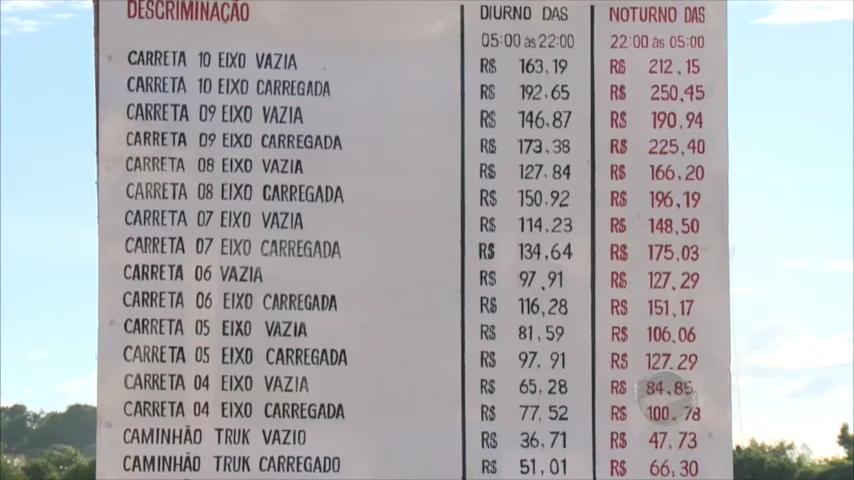 DESCRIMINAÇÃO DIURNO DAS NOTURNO DAS
05:00 às 22:00 22:00 às 05:00
CARRETA 10 EIXO VAZIA R$ 163,19 R$ 212,15
CARRETA 10 EIXO CARREGADA R$ 192,65 R$ 250,45
CARRETA 09 EIXO VAZIA R$ 146,87 R$ 190,94
CARRETA 09 EIXO CARREGADA R$ 173,38 R$ 225,40
CARRETA 08 EIXO VAZIA R$ 127,84 R$ 166,20
CARRETA 08 EIXO CARREGADA R$ 150,92 R$ 196,19
CARRETA 07 EIXO VAZIA R$ 114,23 R$ 148,50
CARRETA 07 EIXO CARREGADA R$ 134,64 R$ 175,03
CARRETA 06 VAZIA R$ 97,91 R$ 127,29
CARRETA 06 EIXO CARREGADA R$ 116,28 R$ 151,17
CARRETA 05 EIXO VAZIA R$ 81,59 R$ 106,06
CARRETA 05 EIXO CARREGADA R$ 97,91 R$ 127,29
CARRETA 04 EIXO VAZIA R$ 65,28 R$ 84,85
CARRETA 04 EIXO CARREGADA R$ 77,52 R$ 100,78
CAMINHÃO TRUK VAZIO R$ 36,71 R$ 47,73
CAMINHÃO TRUK CARREGADO R$ 51,01 R$ 66,30